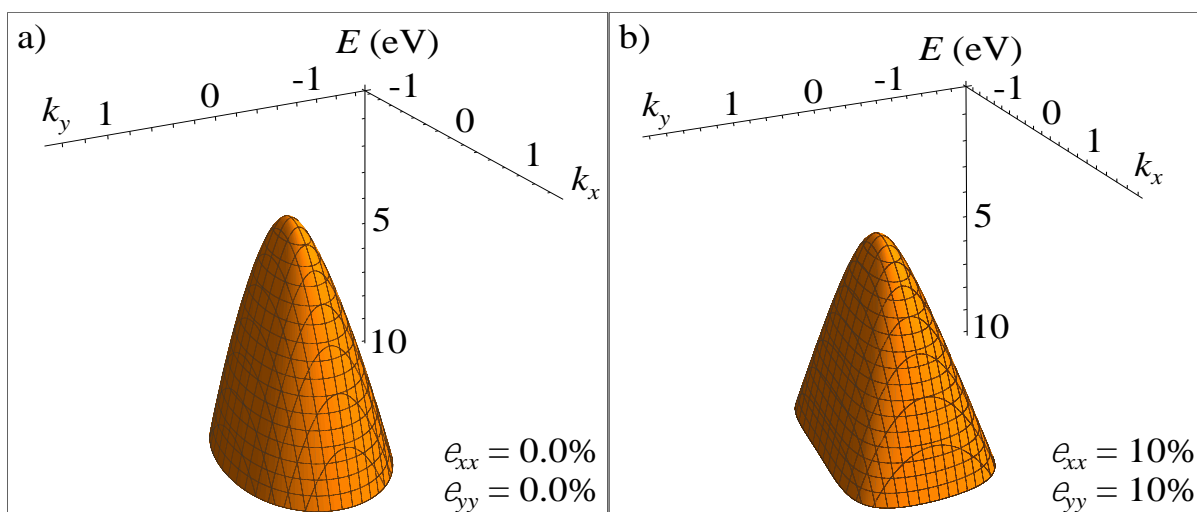 a)
E (eV)
-1
-1
0
0
1
1
k_y
k_x
5
10
e_xx = 0.0%
e_yy = 0.0%
b)
E (eV)
-1
-1
0
0
1
1
k_y
k_x
5
10
e_xx = 10%
e_yy = 10%